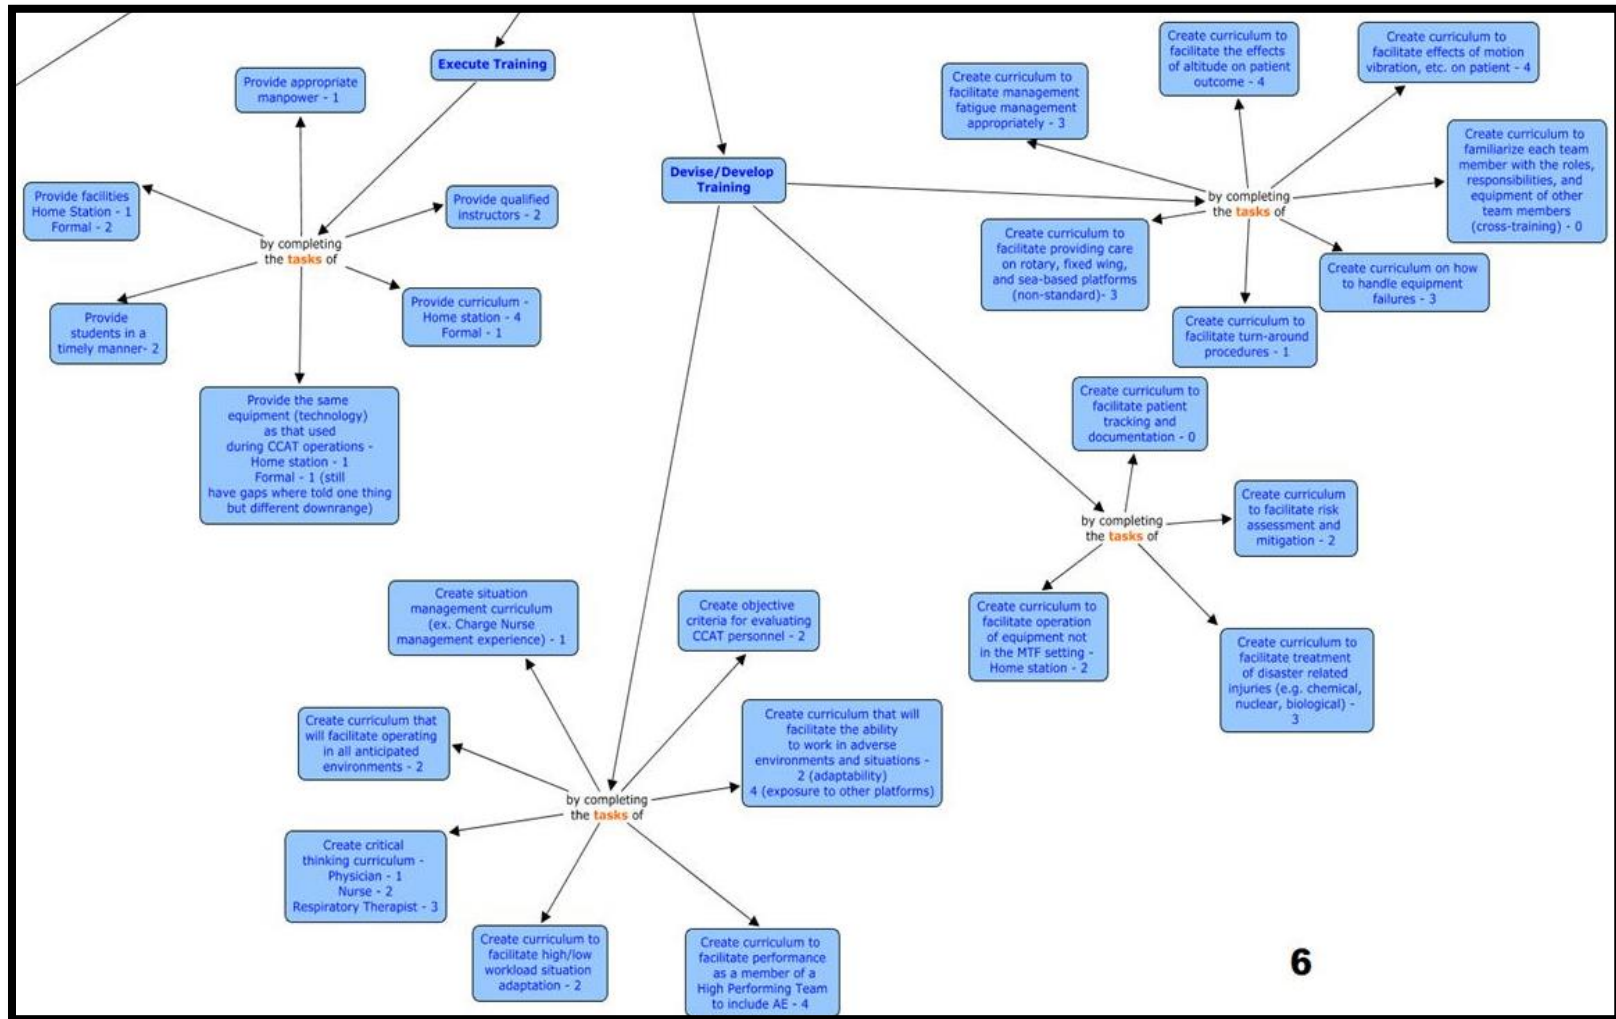 Execute Training
Provide appropriate
manpower - 1
Provide facilities
Home Station - 1
Formal - 2
Provide qualified
instructors - 2
by completing
the tasks of
Provide
students in a
timely manner- 2
Provide curriculum -
Home station - 4
Formal - 1
Provide the same
equipment (technology)
as that used
during CCAT operations -
Home station - 1
Formal - 1 (still
have gaps where told one thing
but different downrange)
Devise/Develop
Training
Create curriculum to
facilitate management
fatigue management
appropriately - 3
Create curriculum to
facilitate the effects
of altitude on patient
outcome - 4
Create curriculum to
facilitate effects of motion
vibration, etc. on patient - 4
Create curriculum to
familiarize each team
member with the roles,
responsibilities, and
equipment of other
team members
(cross-training) - 0
by completing
the tasks of
Create curriculum to
facilitate providing care
on rotary, fixed wing,
and sea-based platforms
(non-standard)- 3
Create curriculum on how
to handle equipment
failures - 3
Create curriculum to
facilitate turn-around
procedures - 1
Create curriculum to
facilitate patient
tracking and
documentation - 0
by completing
the tasks of
Create curriculum
to facilitate risk
assessment and
mitigation - 2
Create curriculum to
facilitate operation
of equipment not
in the MTF setting -
Home station - 2
Create curriculum to
facilitate treatment
of disaster related
injuries (e.g. chemical,
nuclear, biological) -
3
Create situation
management curriculum
(ex. Charge Nurse
management experience) - 1
Create objective
criteria for evaluating
CCAT personnel - 2
Create curriculum that
will facilitate operating
in all anticipated
environments - 2
Create curriculum that will
facilitate the ability
to work in adverse
environments and situations -
2 (adaptability)
4 (exposure to other platforms)
by completing
the tasks of
Create critical
thinking curriculum -
Physician - 1
Nurse - 2
Respiratory Therapist - 3
Create curriculum to
facilitate high/low
workload situation
adaptation - 2
Create curriculum to
facilitate performance
as a member of a
High Performing Team
to include AE - 4
6